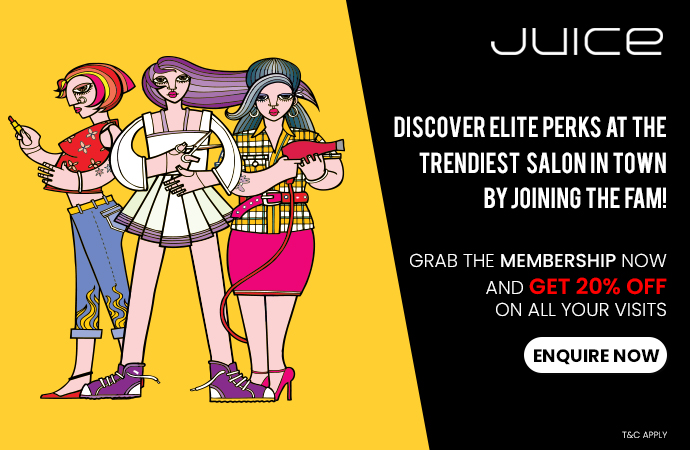 JUICE
DISCOVER ELITE PERKS AT THE
TRENDIEST SALON IN TOWN
BY JOINING THE FAM!
GRAB THE MEMBERSHIP NOW
AND GET 20% OFF
ON ALL YOUR VISITS
ENQUIRE NOW
T&C APPLY